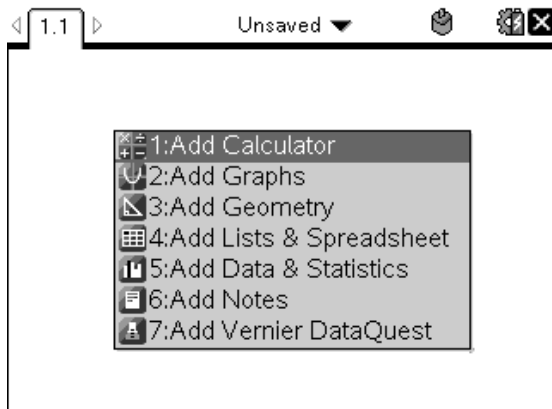 1.1 Unsaved
1:Add Calculator
2:Add Graphs
3:Add Geometry
4:Add Lists & Spreadsheet
5:Add Data & Statistics
6:Add Notes
7:Add Vernier DataQuest